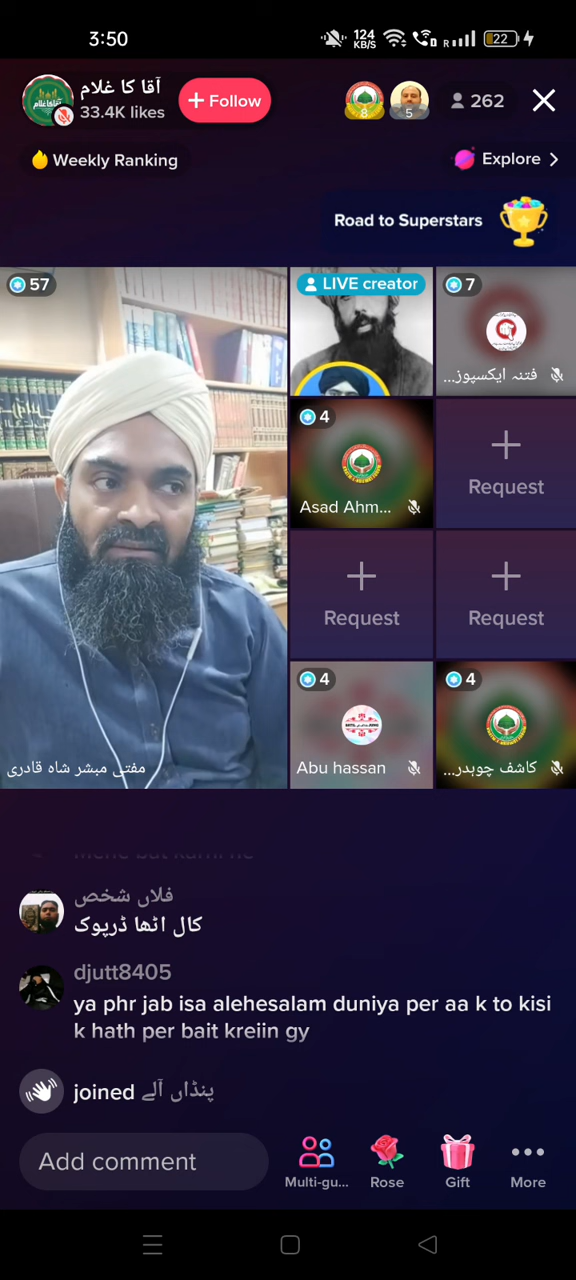 3:50
124
KB/S
R
22
آقا کا غلام
33.4K likes
+ Follow
8
5
262
Weekly Ranking
Explore >
Road to Superstars
57
LIVE creator
7
فتنہ ایکسپوز...
4
Asad Ahm...
Request
Request
Request
مفتی مبشر شاہ قادری
4
Abu hassan
4
کاشف چوہدر...
فلاں شخص
کال اٹھا ڈرپوک
djutt8405
ya phr jab isa alehesalam duniya per aa k to kisi
k hath per bait kreiin gy
joined پنڈاں آلے
Add comment
Multi-gu...
Rose
Gift
More